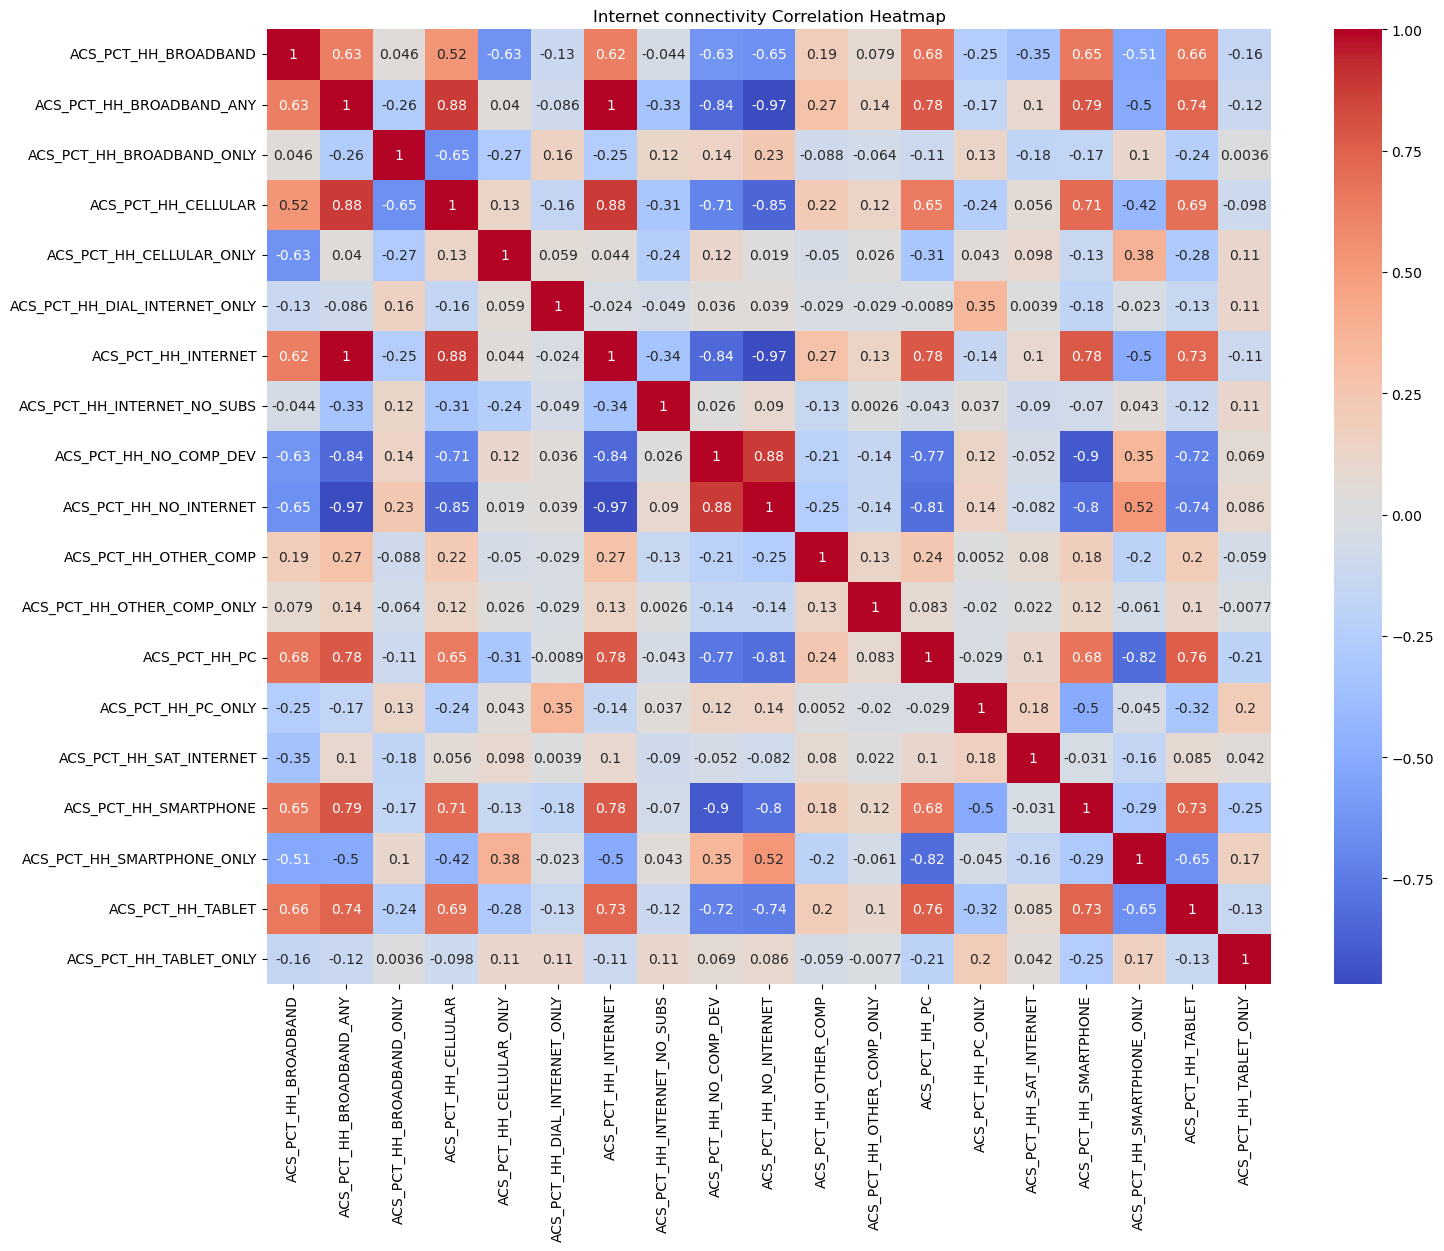 Internet connectivity Correlation Heatmap
ACS_PCT_HH_BROADBAND 1 0.63 0.046 0.52 -0.63 -0.13 0.62 -0.044 -0.63 -0.65 0.19 0.079 0.68 -0.25 -0.35 0.65 -0.51 0.66 -0.16
ACS_PCT_HH_BROADBAND_ANY 0.63 1 -0.26 0.88 0.04 -0.086 1 -0.33 -0.84 -0.97 0.27 0.14 0.78 -0.17 0.1 0.79 -0.5 0.74 -0.12
ACS_PCT_HH_BROADBAND_ONLY 0.046 -0.26 1 -0.65 -0.27 0.16 -0.25 0.12 0.14 0.23 -0.088 -0.064 -0.11 0.13 -0.18 -0.17 0.1 -0.24 0.0036
ACS_PCT_HH_CELLULAR 0.52 0.88 -0.65 1 0.13 -0.16 0.88 -0.31 -0.71 -0.85 0.22 0.12 0.65 -0.24 0.056 0.71 -0.42 0.69 -0.098
ACS_PCT_HH_CELLULAR_ONLY -0.63 0.04 -0.27 0.13 1 0.059 0.044 -0.24 0.12 0.019 -0.05 0.026 -0.31 0.043 0.098 -0.13 0.38 -0.28 0.11
ACS_PCT_HH_DIAL_INTERNET_ONLY -0.13 -0.086 0.16 -0.16 0.059 1 -0.024 -0.049 0.036 0.039 -0.029 -0.029 -0.0089 0.35 0.0039 -0.18 -0.023 -0.13 0.11
ACS_PCT_HH_INTERNET 0.62 1 -0.25 0.88 0.044 -0.024 1 -0.34 -0.84 -0.97 0.27 0.13 0.78 -0.14 0.1 0.78 -0.5 0.73 -0.11
ACS_PCT_HH_INTERNET_NO_SUBS -0.044 -0.33 0.12 -0.31 -0.24 -0.049 -0.34 1 0.026 0.09 -0.13 0.0026 -0.043 0.037 -0.09 -0.07 0.043 -0.12 0.11
ACS_PCT_HH_NO_COMP_DEV -0.63 -0.84 0.14 -0.71 0.12 0.036 -0.84 0.026 1 0.88 -0.21 -0.14 -0.77 0.12 -0.052 -0.9 0.35 -0.72 0.069
ACS_PCT_HH_NO_INTERNET -0.65 -0.97 0.23 -0.85 0.019 0.039 -0.97 0.09 0.88 1 -0.25 -0.14 -0.81 0.14 -0.082 -0.8 0.52 -0.74 0.086
ACS_PCT_HH_OTHER_COMP 0.19 0.27 -0.088 0.22 -0.05 -0.029 0.27 -0.13 -0.21 -0.25 1 0.13 0.24 0.0052 0.08 0.18 -0.2 0.2 -0.059
ACS_PCT_HH_OTHER_COMP_ONLY 0.079 0.14 -0.064 0.12 0.026 -0.029 0.13 0.0026 -0.14 -0.14 0.13 1 0.083 -0.02 0.022 0.12 -0.061 0.1 -0.0077
ACS_PCT_HH_PC 0.68 0.78 -0.11 0.65 -0.31 -0.0089 0.78 -0.043 -0.77 -0.81 0.24 0.083 1 -0.029 0.1 0.68 -0.82 0.76 -0.21
ACS_PCT_HH_PC_ONLY -0.25 -0.17 0.13 -0.24 0.043 0.35 -0.14 0.037 0.12 0.14 0.0052 -0.02 -0.029 1 0.18 -0.5 -0.045 -0.32 0.2
ACS_PCT_HH_SAT_INTERNET -0.35 0.1 -0.18 0.056 0.098 0.0039 0.1 -0.09 -0.052 -0.082 0.08 0.022 0.1 0.18 1 -0.031 -0.16 0.085 0.042
ACS_PCT_HH_SMARTPHONE 0.65 0.79 -0.17 0.71 -0.13 -0.18 0.78 -0.07 -0.9 -0.8 0.18 0.12 0.68 -0.5 -0.031 1 -0.29 0.73 -0.25
ACS_PCT_HH_SMARTPHONE_ONLY -0.51 -0.5 0.1 -0.42 0.38 -0.023 -0.5 0.043 0.35 0.52 -0.2 -0.061 -0.82 -0.045 -0.16 -0.29 1 -0.65 0.17
ACS_PCT_HH_TABLET 0.66 0.74 -0.24 0.69 -0.28 -0.13 0.73 -0.12 -0.72 -0.74 0.2 0.1 0.76 -0.32 0.085 0.73 -0.65 1 -0.13
ACS_PCT_HH_TABLET_ONLY -0.16 -0.12 0.0036 -0.098 0.11 0.11 -0.11 0.11 0.069 0.086 -0.059 -0.0077 -0.21 0.2 0.042 -0.25 0.17 -0.13 1
ACS_PCT_HH_BROADBAND
ACS_PCT_HH_BROADBAND_ANY
ACS_PCT_HH_BROADBAND_ONLY
ACS_PCT_HH_CELLULAR
ACS_PCT_HH_CELLULAR_ONLY
ACS_PCT_HH_DIAL_INTERNET_ONLY
ACS_PCT_HH_INTERNET
ACS_PCT_HH_INTERNET_NO_SUBS
ACS_PCT_HH_NO_COMP_DEV
ACS_PCT_HH_NO_INTERNET
ACS_PCT_HH_OTHER_COMP
ACS_PCT_HH_OTHER_COMP_ONLY
ACS_PCT_HH_PC
ACS_PCT_HH_PC_ONLY
ACS_PCT_HH_SAT_INTERNET
ACS_PCT_HH_SMARTPHONE
ACS_PCT_HH_SMARTPHONE_ONLY
ACS_PCT_HH_TABLET
ACS_PCT_HH_TABLET_ONLY
1.00
0.75
0.50
0.25
0.00
-0.25
-0.50
-0.75